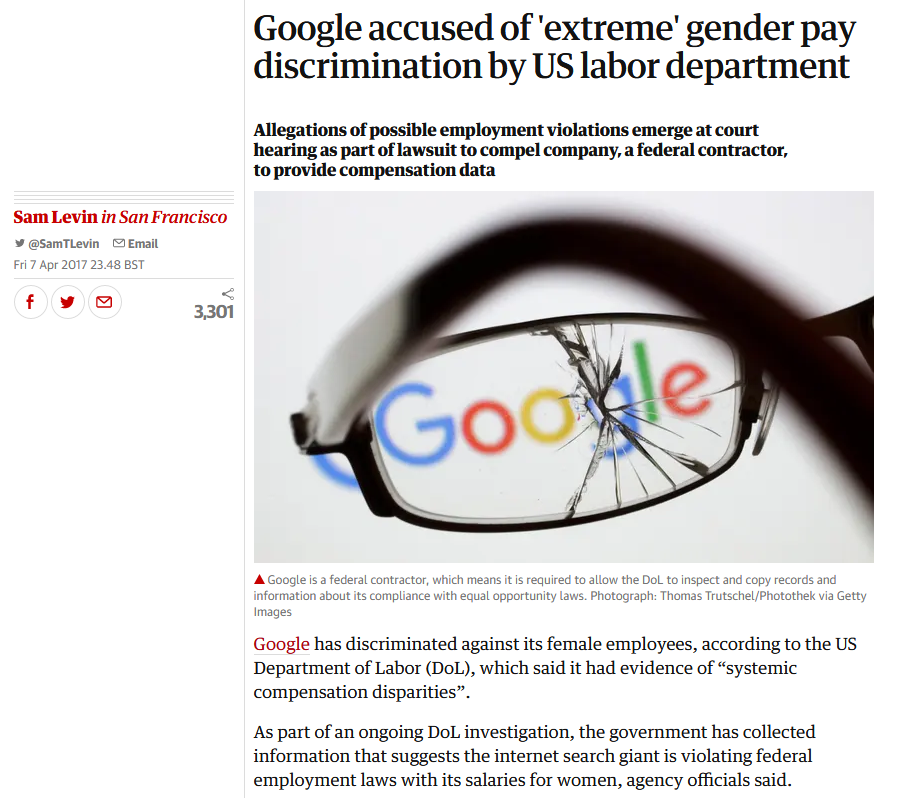 Google accused of 'extreme' gender pay
discrimination by US labor department
Allegations of possible employment violations emerge at court
hearing as part of lawsuit to compel company, a federal contractor,
to provide compensation data
Sam Levin in San Francisco
@SamTLevin Email
Fri 7 Apr 2017 23.48 BST
3,301
Google
Google is a federal contractor, which means it is required to allow the DoL to inspect and copy records and
information about its compliance with equal opportunity laws. Photograph: Thomas Trutschel/Photothek via Getty
Images
Google has discriminated against its female employees, according to the US
Department of Labor (DoL), which said it had evidence of “systemic
compensation disparities”.
As part of an ongoing DoL investigation, the government has collected
information that suggests the internet search giant is violating federal
employment laws with its salaries for women, agency officials said.